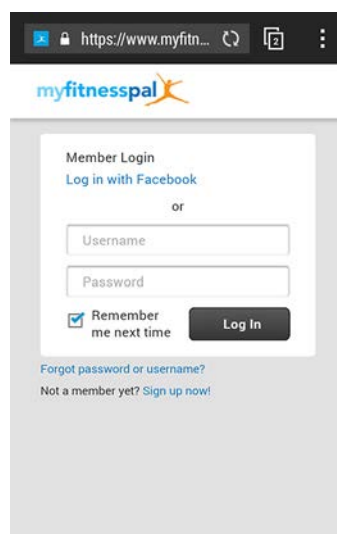 https://www.myfitn...
2
myfitnesspal
Member Login
Log in with Facebook
or
Username
Password
Remember
me next time
Log In
Forgot password or username?
Not a member yet? Sign up now!